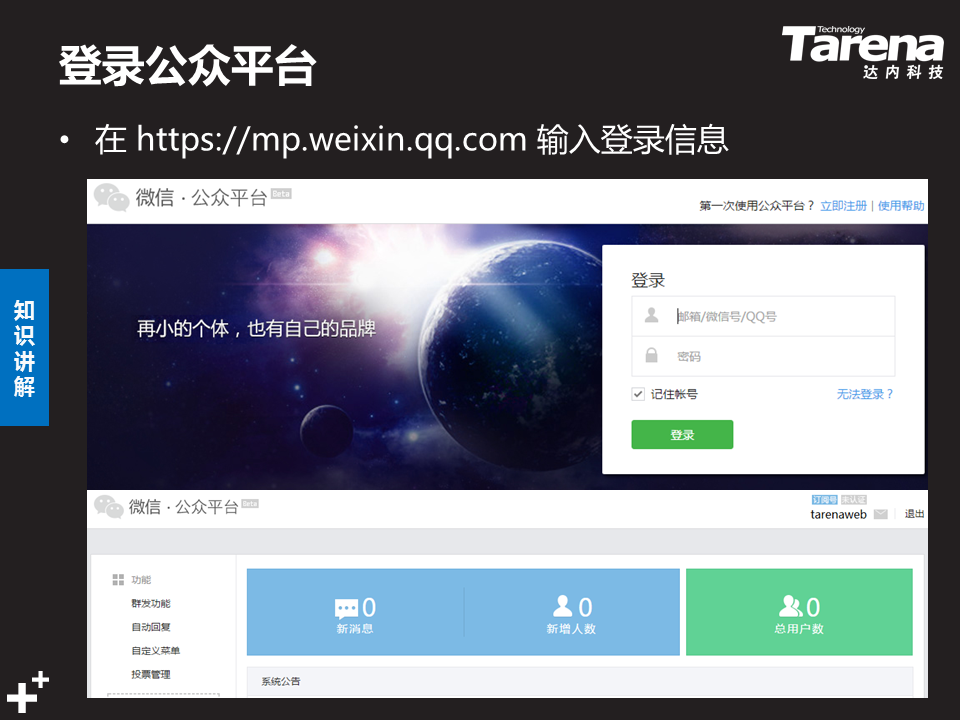 登录公众平台
Technology
Tarena
达内科技
• 在 https://mp.weixin.qq.com 输入登录信息
知识讲解
微信 · 公众平台 Beta
第一次使用公众平台？ 立即注册 | 使用帮助
再小的个体，也有自己的品牌
登录
邮箱/微信号/QQ号
密码
记住帐号 无法登录？
登录
微信 · 公众平台 Beta
订阅号 未认证
tarenaweb 退出
功能
群发功能
自动回复
自定义菜单
投票管理
0
新消息
0
新增人数
0
总用户数
系统公告